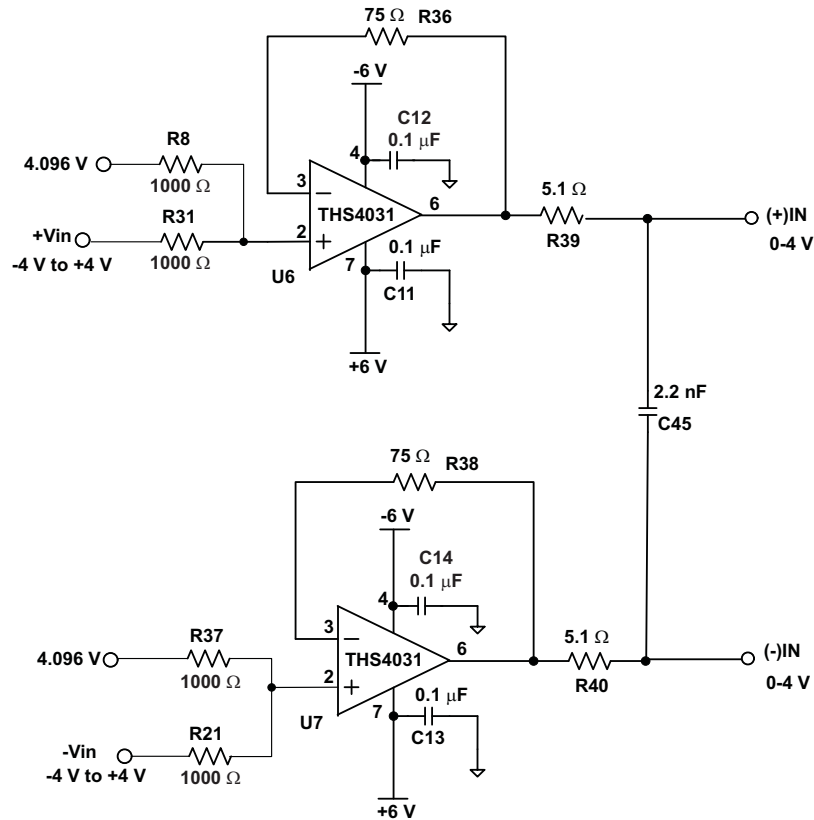 75 Ω R36
-6 V
C12
0.1 µF
4
R8
4.096 V
1000 Ω
3
−
THS4031
6
5.1 Ω
R39
(+)IN
0-4 V
R31
+Vin
-4 V to +4 V
1000 Ω
2
+
U6
7
0.1 µF
C11
+6 V
2.2 nF
C45
75 Ω R38
-6 V
C14
0.1 µF
4
R37
4.096 V
1000 Ω
3
−
THS4031
6
5.1 Ω
R40
(-)IN
0-4 V
2
+
U7
7
0.1 µF
C13
R21
-Vin
-4 V to +4 V
1000 Ω
+6 V